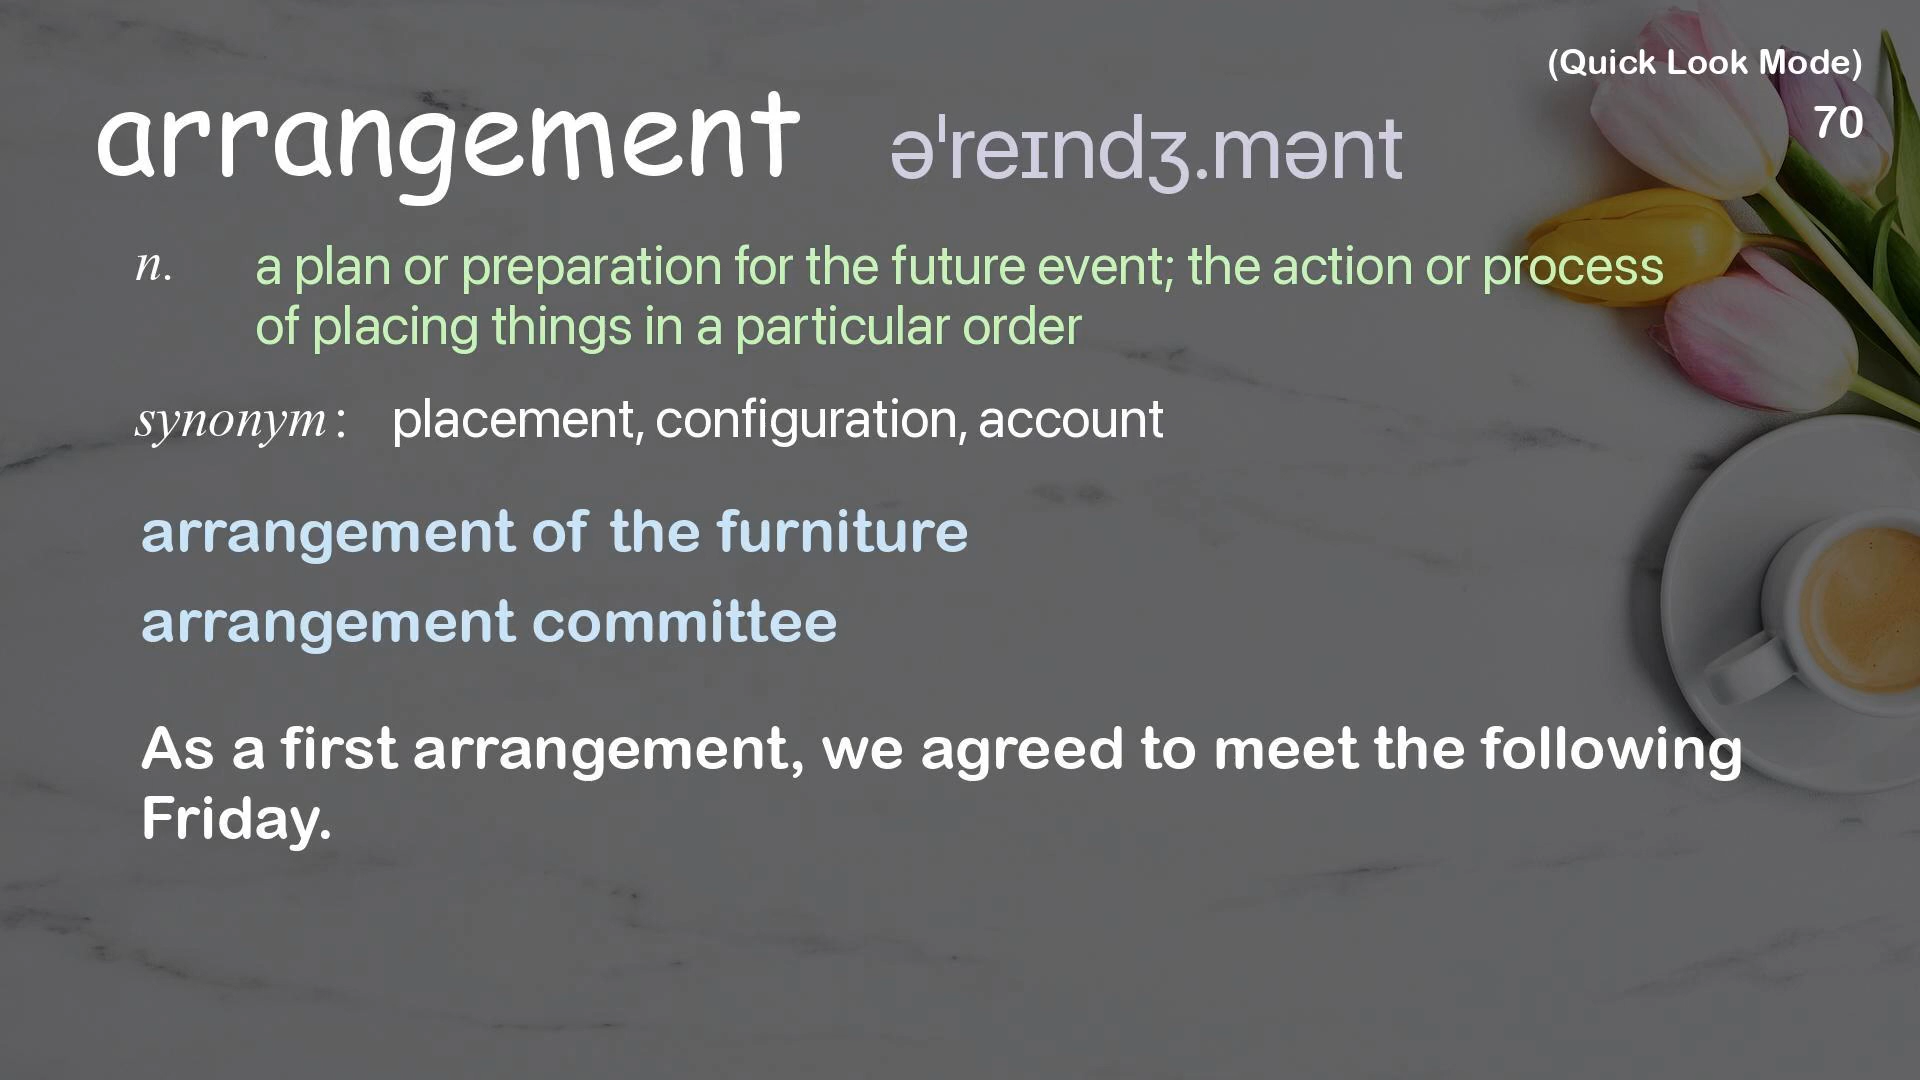 (Quick Look Mode)
70
arrangement əˈreɪndʒ.mənt
n. a plan or preparation for the future event; the action or process
of placing things in a particular order
synonym: placement, configuration, account
arrangement of the furniture
arrangement committee
As a first arrangement, we agreed to meet the following
Friday.